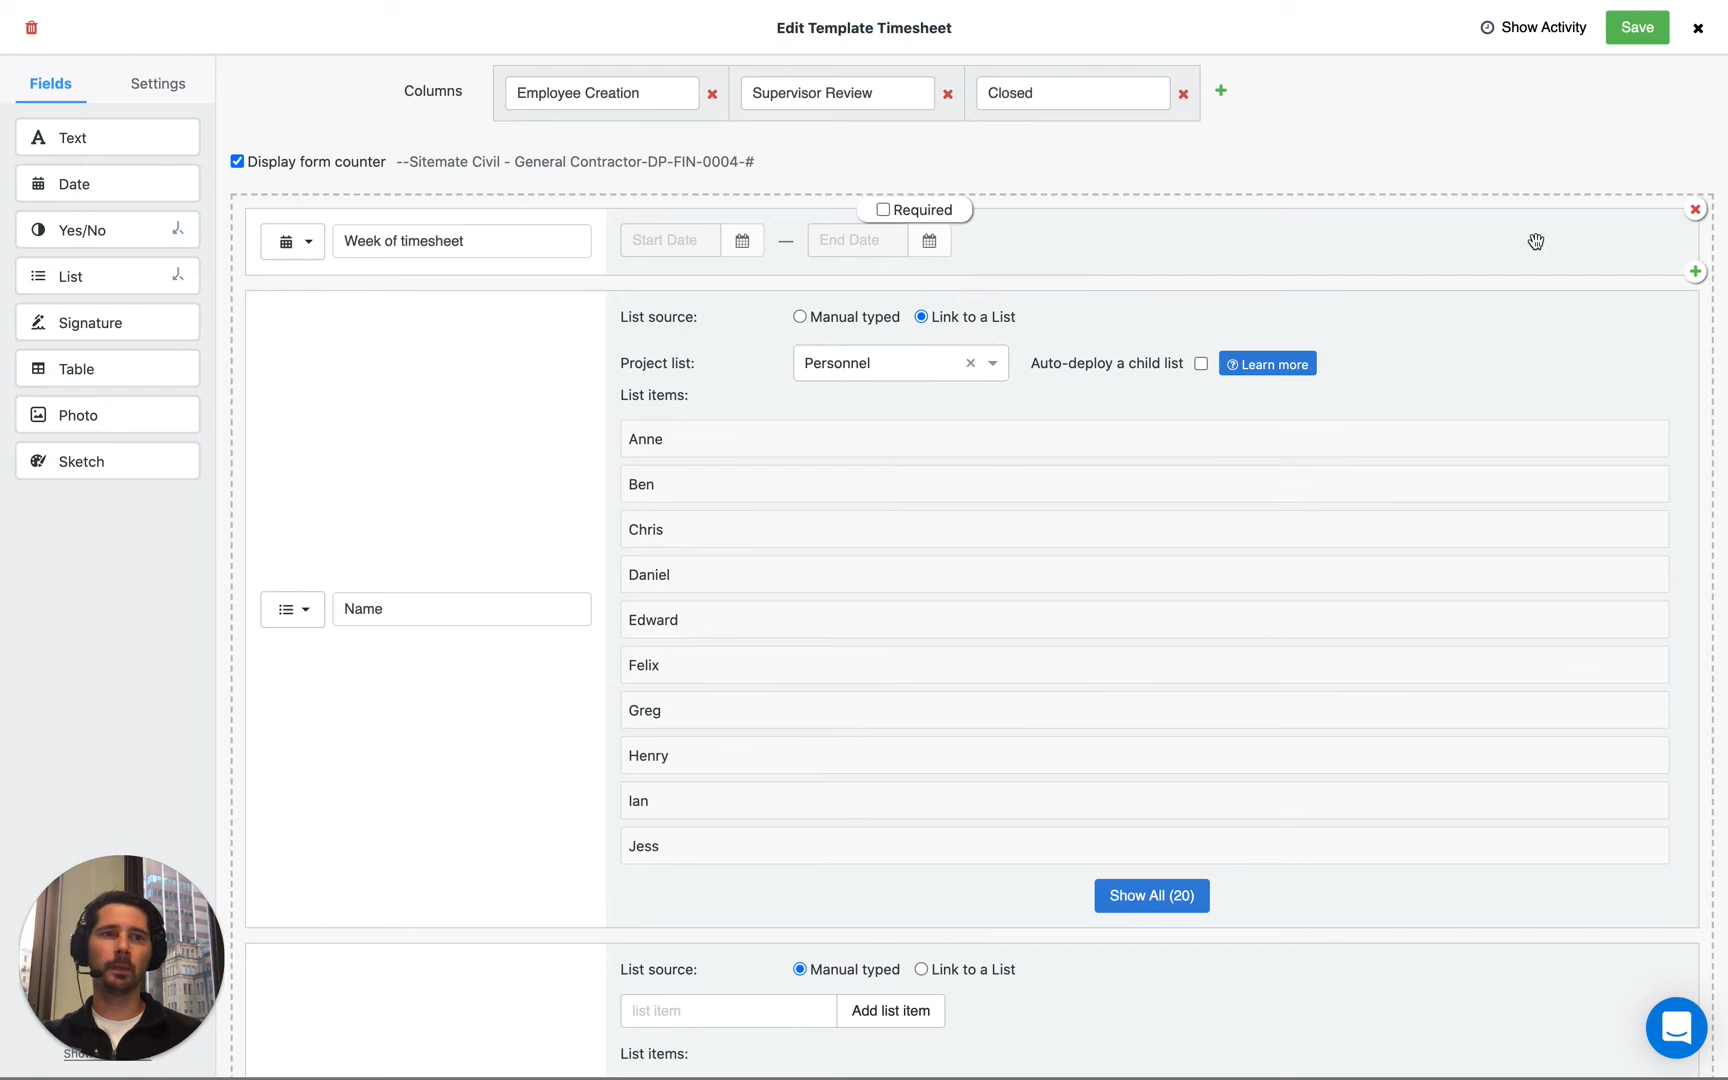 Edit Template Timesheet
Show Activity
Save
Fields
Settings
Columns
Employee Creation
Supervisor Review
Closed
Text
Date
Yes/No
List
Signature
Table
Photo
Sketch
Display form counter --Sitemate Civil - General Contractor-DP-FIN-0004-#
Required
Week of timesheet
Start Date
—
End Date
List source:
Manual typed
Link to a List
Project list:
Personnel
Auto-deploy a child list
Learn more
List items:
Anne
Ben
Chris
Daniel
Edward
Felix
Greg
Henry
Ian
Jess
Name
Show All (20)
List source:
Manual typed
Link to a List
list item
Add list item
List items: